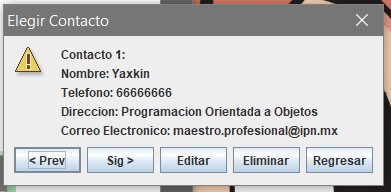 Elegir Contacto
Contacto 1:
Nombre: Yaxkin
Telefono: 66666666
Direccion: Programacion Orientada a Objetos
Correo Electronico: maestro.profesional@ipn.mx
< Prev Sig > Editar Eliminar Regresar